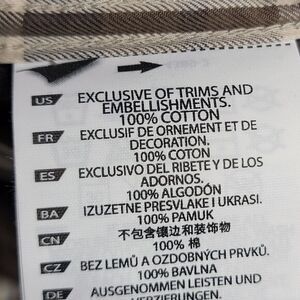 US EXCLUSIVE OF TRIMS AND
EMBELLISHMENTS.
100% COTTON
FR EXCLUSIF DE ORNEMENT ET DE
DECORATION.
100% COTON
ES EXCLUSIVO DEL RIBETE Y DE LOS
ADORNOS.
100% ALGODÓN
BA IZUZETNE PRESVLAKE I UKRASI.
100% PAMUK
CN 不包含镶边和装饰物
100% 棉
CZ BEZ LEMŮ A OZDOBNÝCH PRVKŮ.
100% BAVLNA
DE AUSGENOMMEN LEISTEN UND
VERZIERUNGEN.